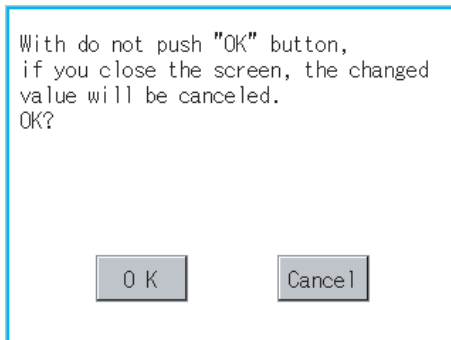 With do not push "OK" button,
if you close the screen, the changed
value will be canceled.
OK?
O K
Cancel